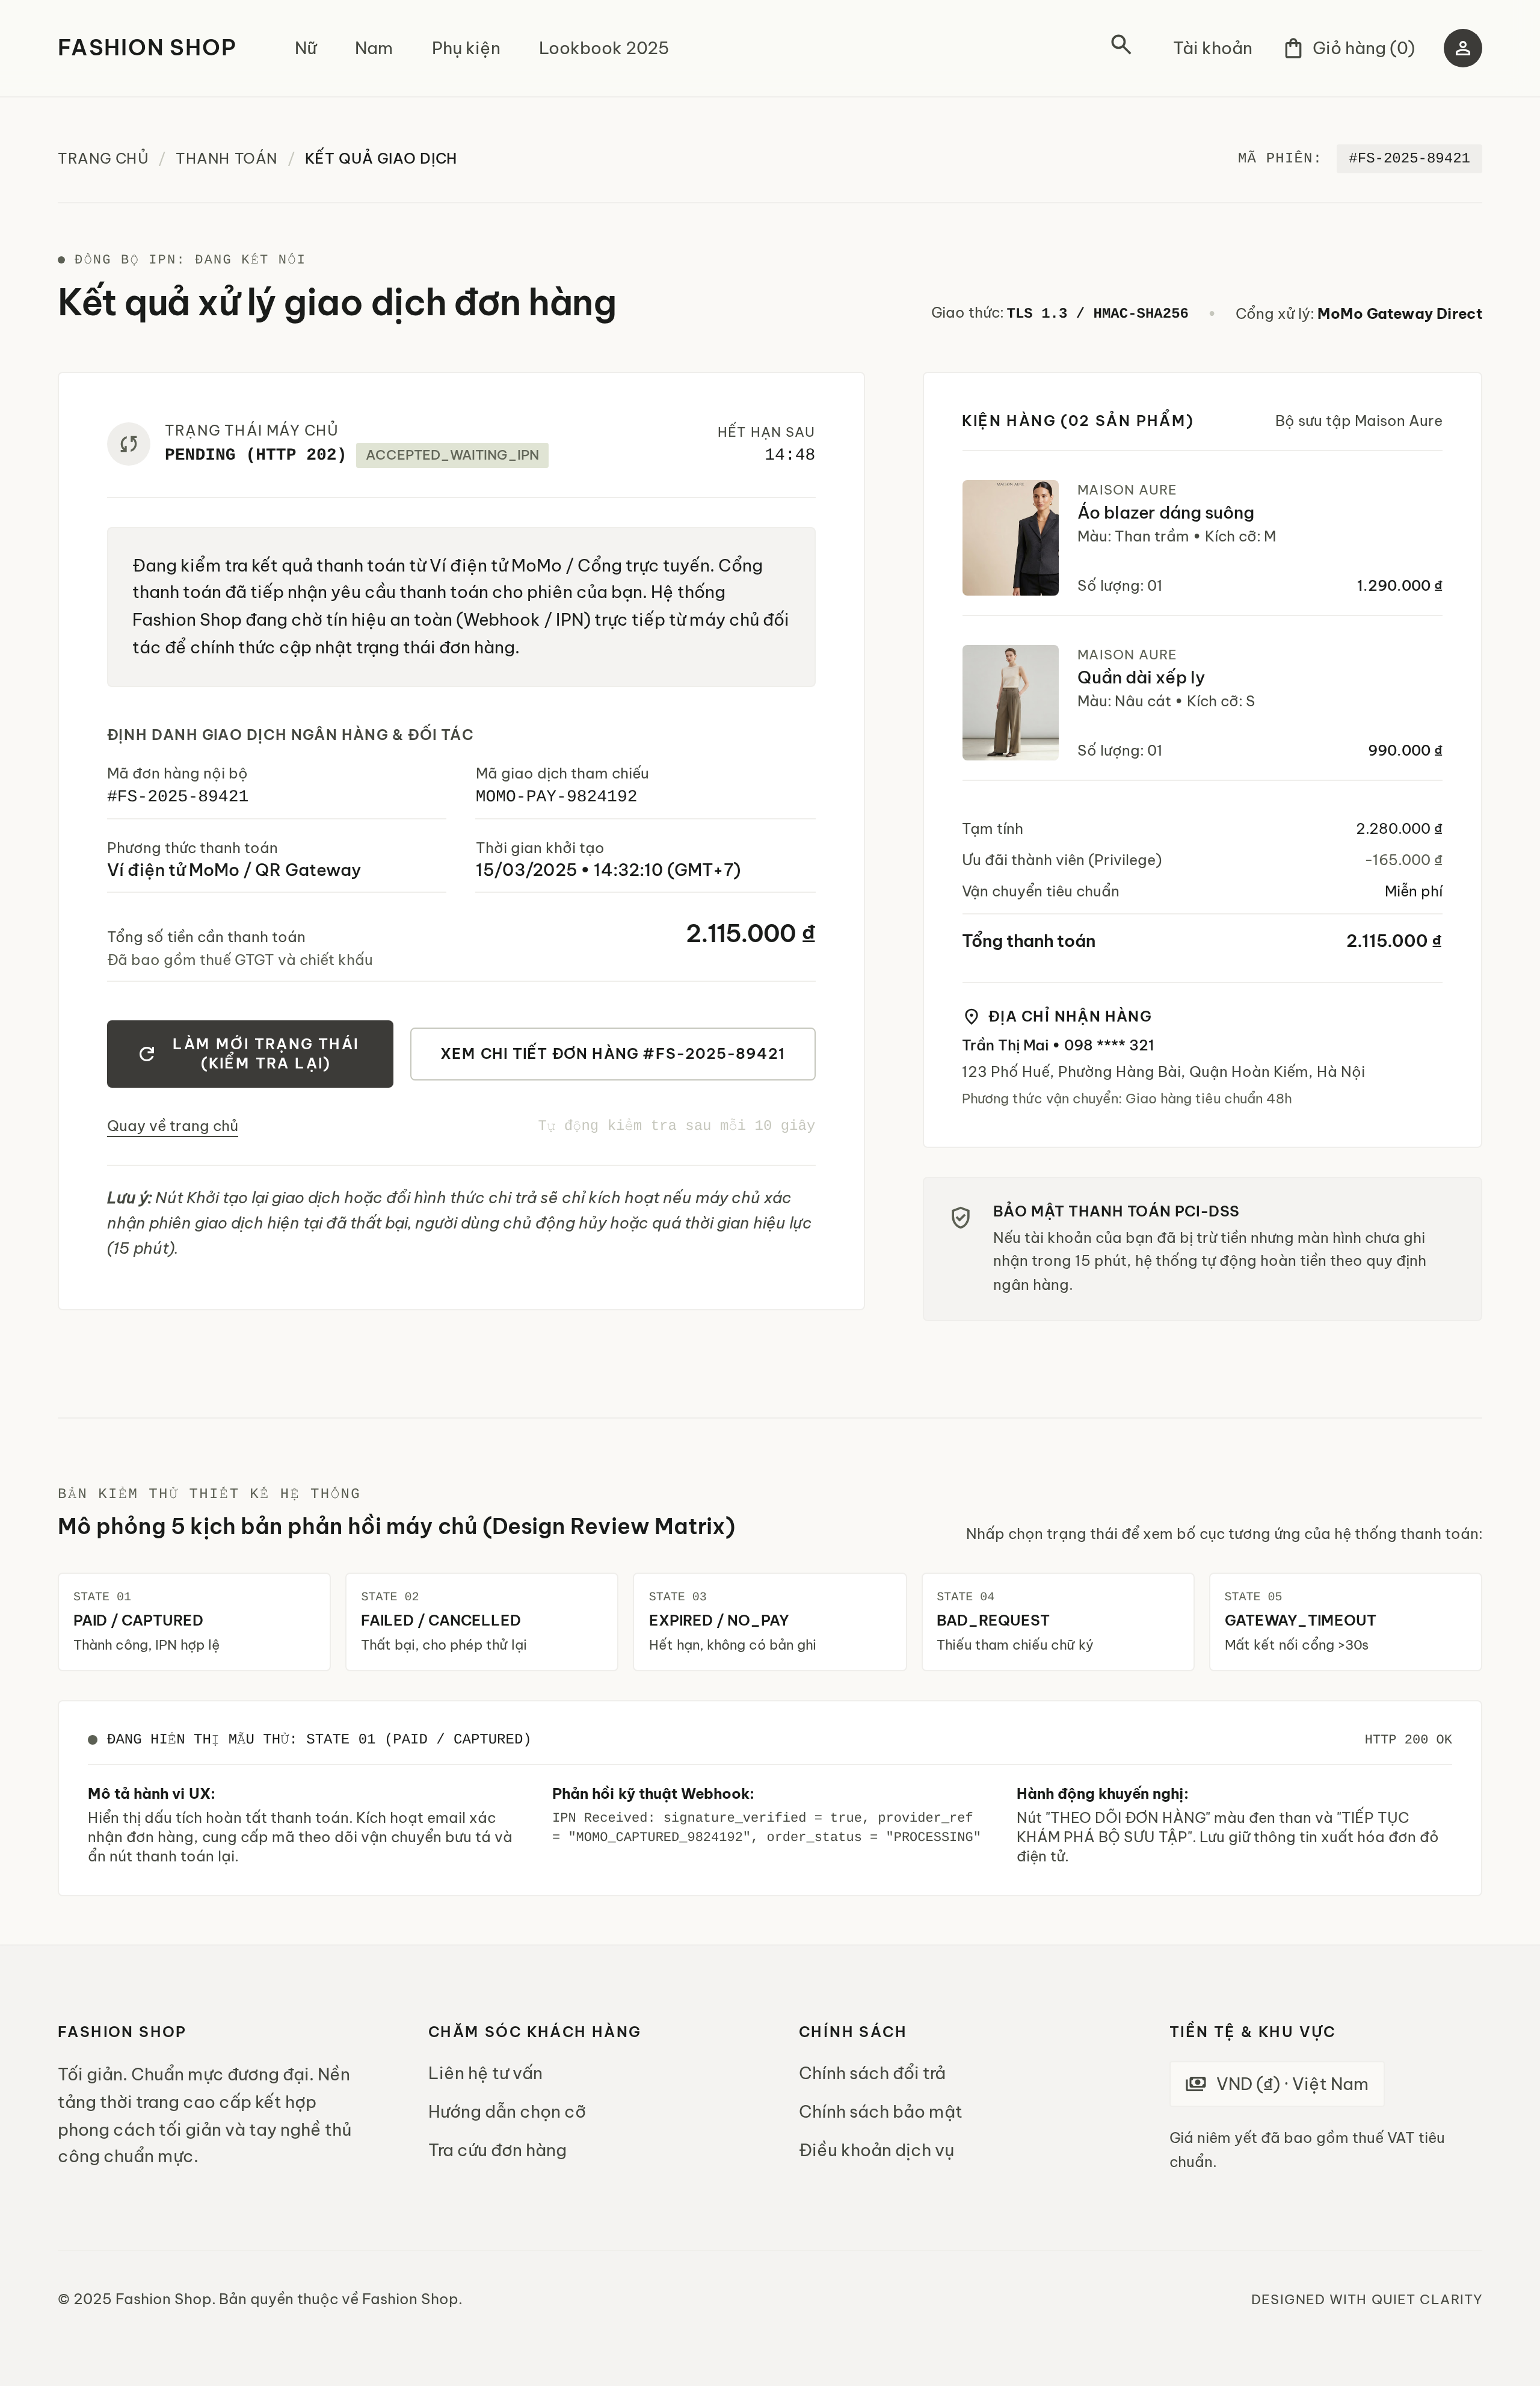 FASHION SHOP
Nữ
Nam
Phụ kiện
Lookbook 2025
Tài khoản
Giỏ hàng (0)
TRANG CHỦ / THANH TOÁN / KẾT QUẢ GIAO DỊCH
MÃ PHIÊN: #FS-2025-89421
ĐỒNG BỘ IPN: ĐANG KẾT NỐI
Kết quả xử lý giao dịch đơn hàng
Giao thức: TLS 1.3 / HMAC-SHA256 • Cổng xử lý: MoMo Gateway Direct
TRẠNG THÁI MÁY CHỦ
PENDING (HTTP 202) ACCEPTED_WAITING_IPN
HẾT HẠN SAU
14:48
Đang kiểm tra kết quả thanh toán từ Ví điện tử MoMo / Cổng trực tuyến. Cổng
thanh toán đã tiếp nhận yêu cầu thanh toán cho phiên của bạn. Hệ thống
Fashion Shop đang chờ tín hiệu an toàn (Webhook / IPN) trực tiếp từ máy chủ đối
tác để chính thức cập nhật trạng thái đơn hàng.
ĐỊNH DANH GIAO DỊCH NGÂN HÀNG & ĐỐI TÁC
Mã đơn hàng nội bộ
#FS-2025-89421
Mã giao dịch tham chiếu
MOMO-PAY-9824192
Phương thức thanh toán
Ví điện tử MoMo / QR Gateway
Thời gian khởi tạo
15/03/2025 • 14:32:10 (GMT+7)
Tổng số tiền cần thanh toán
Đã bao gồm thuế GTGT và chiết khấu
2.115.000 ₫
LÀM MỚI TRẠNG THÁI
(KIỂM TRA LẠI)
XEM CHI TIẾT ĐƠN HÀNG #FS-2025-89421
Quay về trang chủ
Tự động kiểm tra sau mỗi 10 giây
Lưu ý: Nút Khởi tạo lại giao dịch hoặc đổi hình thức chi trả sẽ chỉ kích hoạt nếu máy chủ xác
nhận phiên giao dịch hiện tại đã thất bại, người dùng chủ động hủy hoặc quá thời gian hiệu lực
(15 phút).
KIỆN HÀNG (02 SẢN PHẨM)
Bộ sưu tập Maison Aure
MAISON AURE
Áo blazer dáng suông
Màu: Than trầm • Kích cỡ: M
Số lượng: 01
1.290.000 ₫
MAISON AURE
Quần dài xếp ly
Màu: Nâu cát • Kích cỡ: S
Số lượng: 01
990.000 ₫
Tạm tính
2.280.000 ₫
Ưu đãi thành viên (Privilege)
-165.000 ₫
Vận chuyển tiêu chuẩn
Miễn phí
Tổng thanh toán
2.115.000 ₫
ĐỊA CHỈ NHẬN HÀNG
Trần Thị Mai • 098 **** 321
123 Phố Huế, Phường Hàng Bài, Quận Hoàn Kiếm, Hà Nội
Phương thức vận chuyển: Giao hàng tiêu chuẩn 48h
BẢO MẬT THANH TOÁN PCI-DSS
Nếu tài khoản của bạn đã bị trừ tiền nhưng màn hình chưa ghi
nhận trong 15 phút, hệ thống tự động hoàn tiền theo quy định
ngân hàng.
BẢN KIỂM THỬ THIẾT KẾ HỆ THỐNG
Mô phỏng 5 kịch bản phản hồi máy chủ (Design Review Matrix)
Nhấp chọn trạng thái để xem bố cục tương ứng của hệ thống thanh toán:
STATE 01
PAID / CAPTURED
Thành công, IPN hợp lệ
STATE 02
FAILED / CANCELLED
Thất bại, cho phép thử lại
STATE 03
EXPIRED / NO_PAY
Hết hạn, không có bản ghi
STATE 04
BAD_REQUEST
Thiếu tham chiếu chữ ký
STATE 05
GATEWAY_TIMEOUT
Mất kết nối cổng >30s
ĐANG HIỂN THỊ MẪU THỬ: STATE 01 (PAID / CAPTURED)
HTTP 200 OK
Mô tả hành vi UX:
Hiển thị dấu tích hoàn tất thanh toán. Kích hoạt email xác
nhận đơn hàng, cung cấp mã theo dõi vận chuyển bưu tá và
ẩn nút thanh toán lại.
Phản hồi kỹ thuật Webhook:
IPN Received: signature_verified = true, provider_ref
= "MOMO_CAPTURED_9824192", order_status = "PROCESSING"
Hành động khuyến nghị:
Nút "THEO DÕI ĐƠN HÀNG" màu đen than và "TIẾP TỤC
KHÁM PHÁ BỘ SƯU TẬP". Lưu giữ thông tin xuất hóa đơn đỏ
điện tử.
FASHION SHOP
Tối giản. Chuẩn mực đương đại. Nền
tảng thời trang cao cấp kết hợp
phong cách tối giản và tay nghề thủ
công chuẩn mực.
CHĂM SÓC KHÁCH HÀNG
Liên hệ tư vấn
Hướng dẫn chọn cỡ
Tra cứu đơn hàng
CHÍNH SÁCH
Chính sách đổi trả
Chính sách bảo mật
Điều khoản dịch vụ
TIỀN TỆ & KHU VỰC
VND (₫) · Việt Nam
Giá niêm yết đã bao gồm thuế VAT tiêu
chuẩn.
© 2025 Fashion Shop. Bản quyền thuộc về Fashion Shop.
DESIGNED WITH QUIET CLARITY